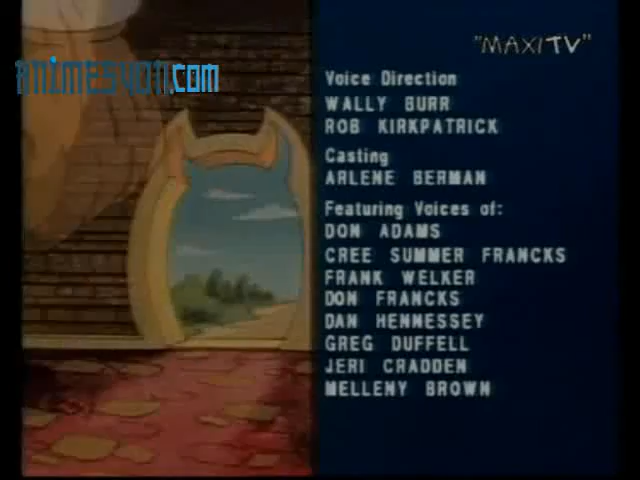 "MAXI TV"
ANIMESYON.COM
Voice Direction
WALLY BURR
ROB KIRKPATRICK
Casting
ARLENE BERMAN
Featuring Voices of:
DON ADAMS
CREE SUMMER FRANCKS
FRANK WELKER
DON FRANCKS
DAN HENNESSEY
GREG DUFFELL
JERI CRADDEN
MELLENY BROWN